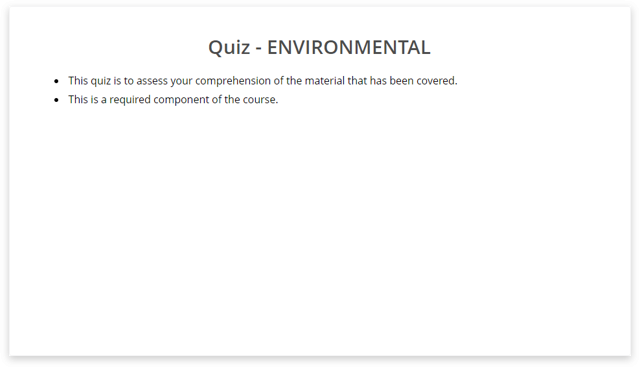 Quiz - ENVIRONMENTAL
• This quiz is to assess your comprehension of the material that has been covered.
• This is a required component of the course.